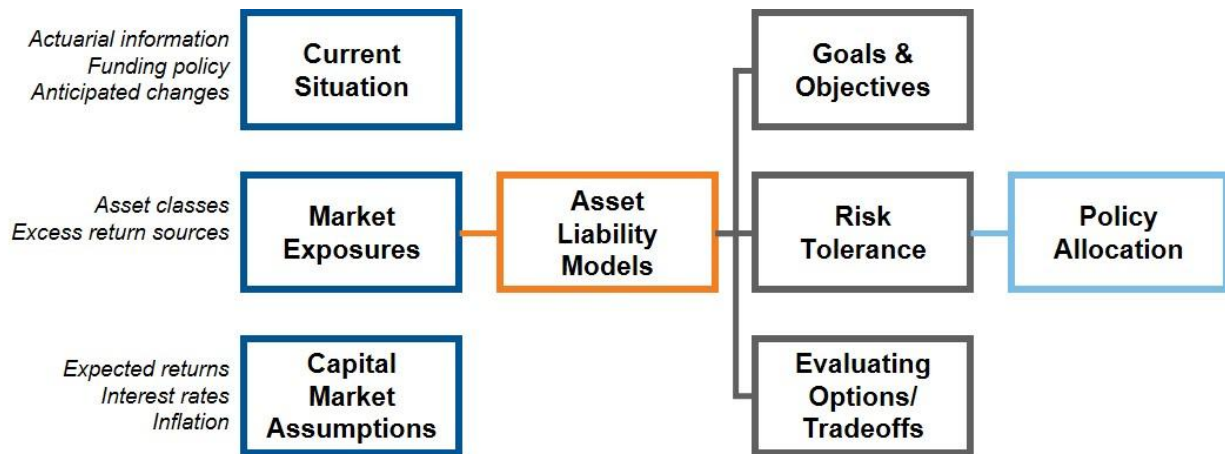 Actuarial information
Funding policy
Anticipated changes
Current
Situation
Goals &
Objectives
Asset classes
Excess return sources
Market
Exposures
Asset
Liability
Models
Risk
Tolerance
Policy
Allocation
Expected returns
Interest rates
Inflation
Capital
Market
Assumptions
Evaluating
Options/
Tradeoffs